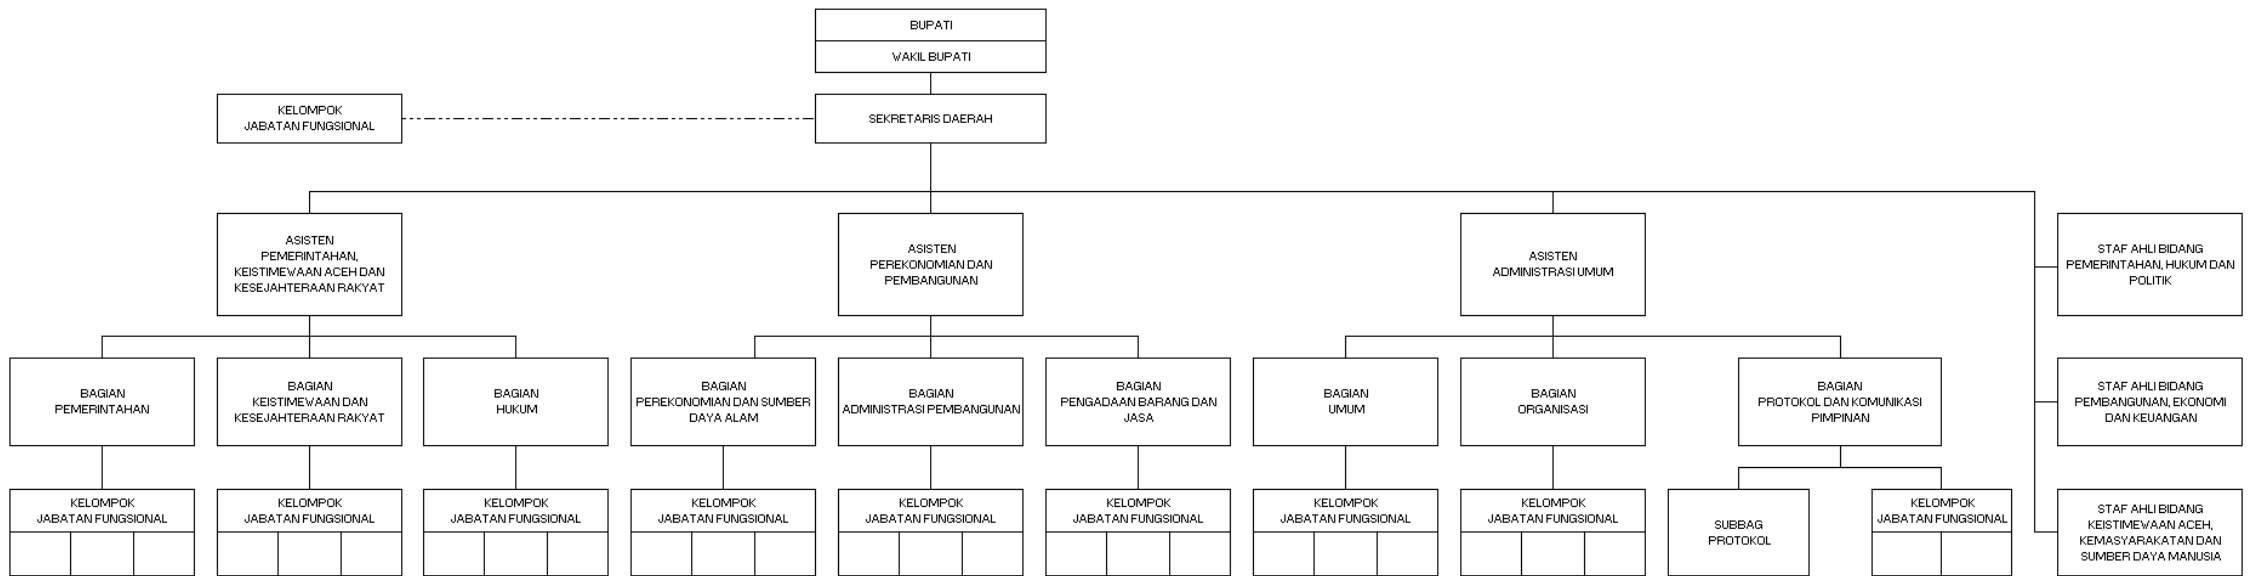 BUPATI
WAKIL BUPATI
KELOMPOK
JABATAN FUNGSIONAL
SEKRETARIS DAERAH
ASISTEN
PEMERINTAHAN,
KEISTIMEWAAN ACEH DAN
KESEJAHTERAAN RAKYAT
ASISTEN
PEREKONOMIAN DAN
PEMBANGUNAN
ASISTEN
ADMINISTRASI UMUM
STAF AHLI BIDANG
PEMERINTAHAN, HUKUM DAN
POLITIK
BAGIAN
PEMERINTAHAN
BAGIAN
KEISTIMEWAN DAN
KESEJAHTERAAN RAKYAT
BAGIAN
HUKUM
BAGIAN
PEREKONOMIAN DAN SUMBER
DAYA ALAM
BAGIAN
ADMINISTRASI PEMBANGUNAN
BAGIAN
PENGADAAN BARANG DAN
JASA
BAGIAN
UMUM
BAGIAN
ORGANISASI
BAGIAN
PROTOKOL DAN KOMUNIKASI
PIMPINAN
STAF AHLI BIDANG
PEMBANGUNAN, EKONOMI
DAN KEUANGAN
KELOMPOK
JABATAN FUNGSIONAL
KELOMPOK
JABATAN FUNGSIONAL
KELOMPOK
JABATAN FUNGSIONAL
KELOMPOK
JABATAN FUNGSIONAL
KELOMPOK
JABATAN FUNGSIONAL
KELOMPOK
JABATAN FUNGSIONAL
KELOMPOK
JABATAN FUNGSIONAL
KELOMPOK
JABATAN FUNGSIONAL
SUBBAG
PROTOKOL
KELOMPOK
JABATAN FUNGSIONAL
STAF AHLI BIDANG
KEISTIMEWAAN ACEH,
KEMASYARAKATAN DAN
SUMBER DAYA MANUSIA